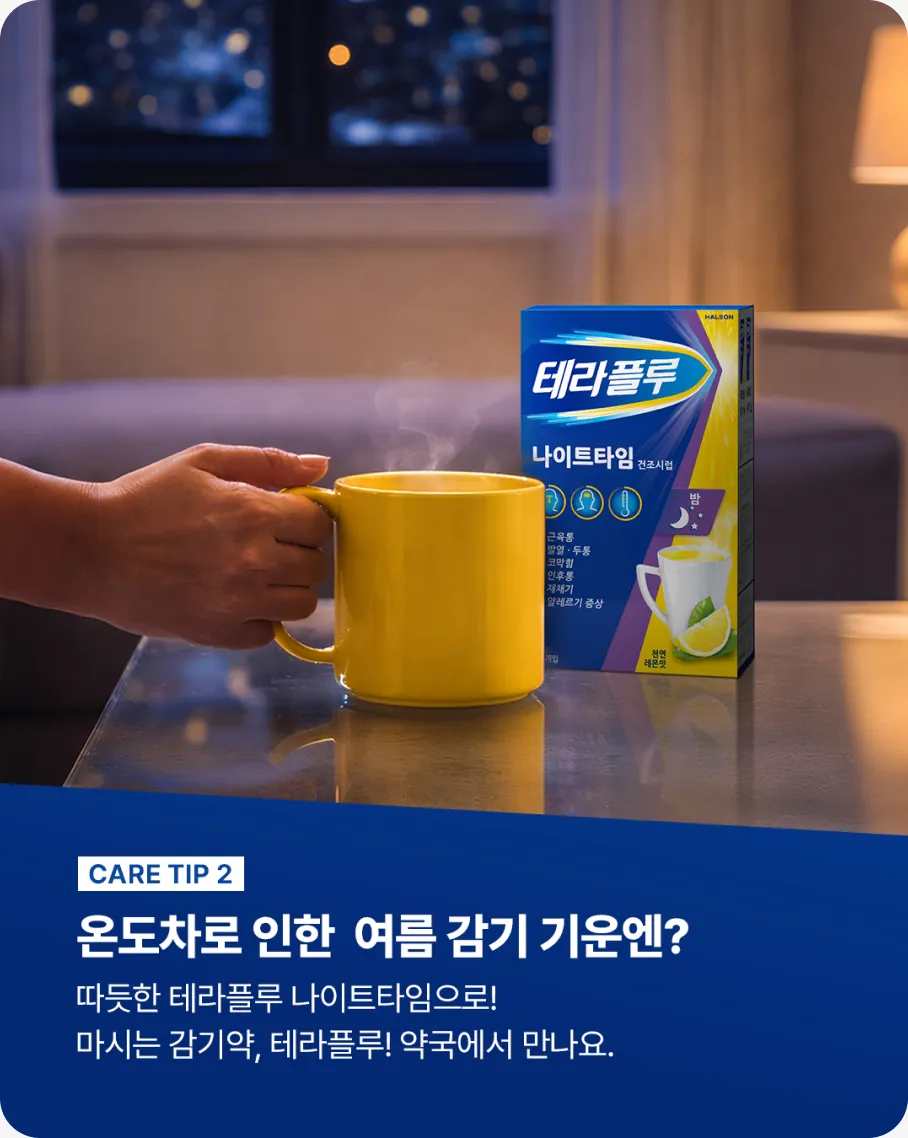 HALEON
테라플루
나이트타임 건조시럽
밤
근육통
발열 · 두통
코막힘
인후통
재채기
알레르기 증상
천연
레몬맛
CARE TIP 2
온도차로 인한 여름 감기 기운엔?
따듯한 테라플루 나이트타임으로!
마시는 감기약, 테라플루! 약국에서 만나요.